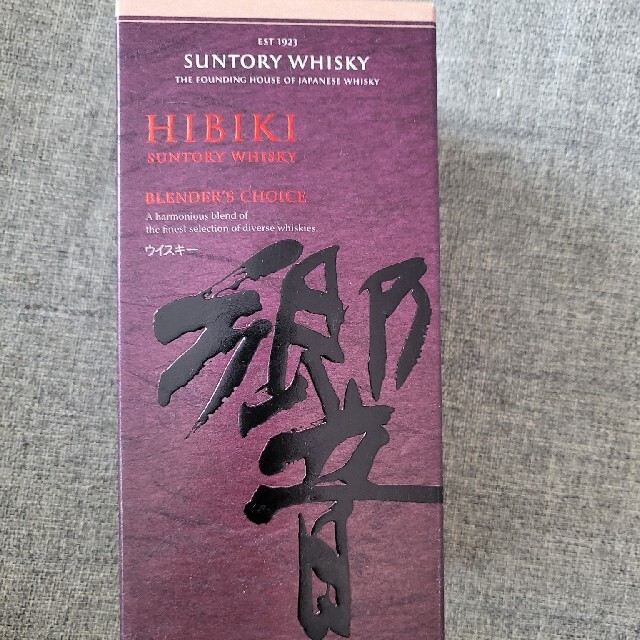 EST 1923
SUNTORY WHISKY
THE FOUNDING HOUSE OF JAPANESE WHISKY
HIBIKI
SUNTORY WHISKY
BLENDER'S CHOICE
A harmonious blend of
the finest selection of diverse whiskies.
ウイスキー
響